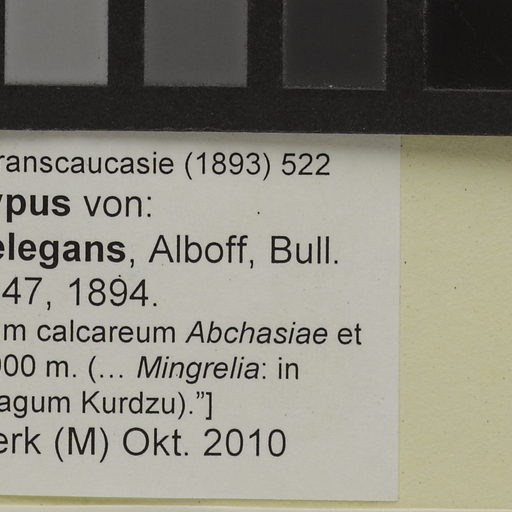 ranscaucasie (1893) 522
ypus von:
elegans, Alboff, Bull.
47, 1894.
m calcareum Abchasiae et
000 m. (... Mingrelia: in
agum Kurdzu).”]
erk (M) Okt. 2010